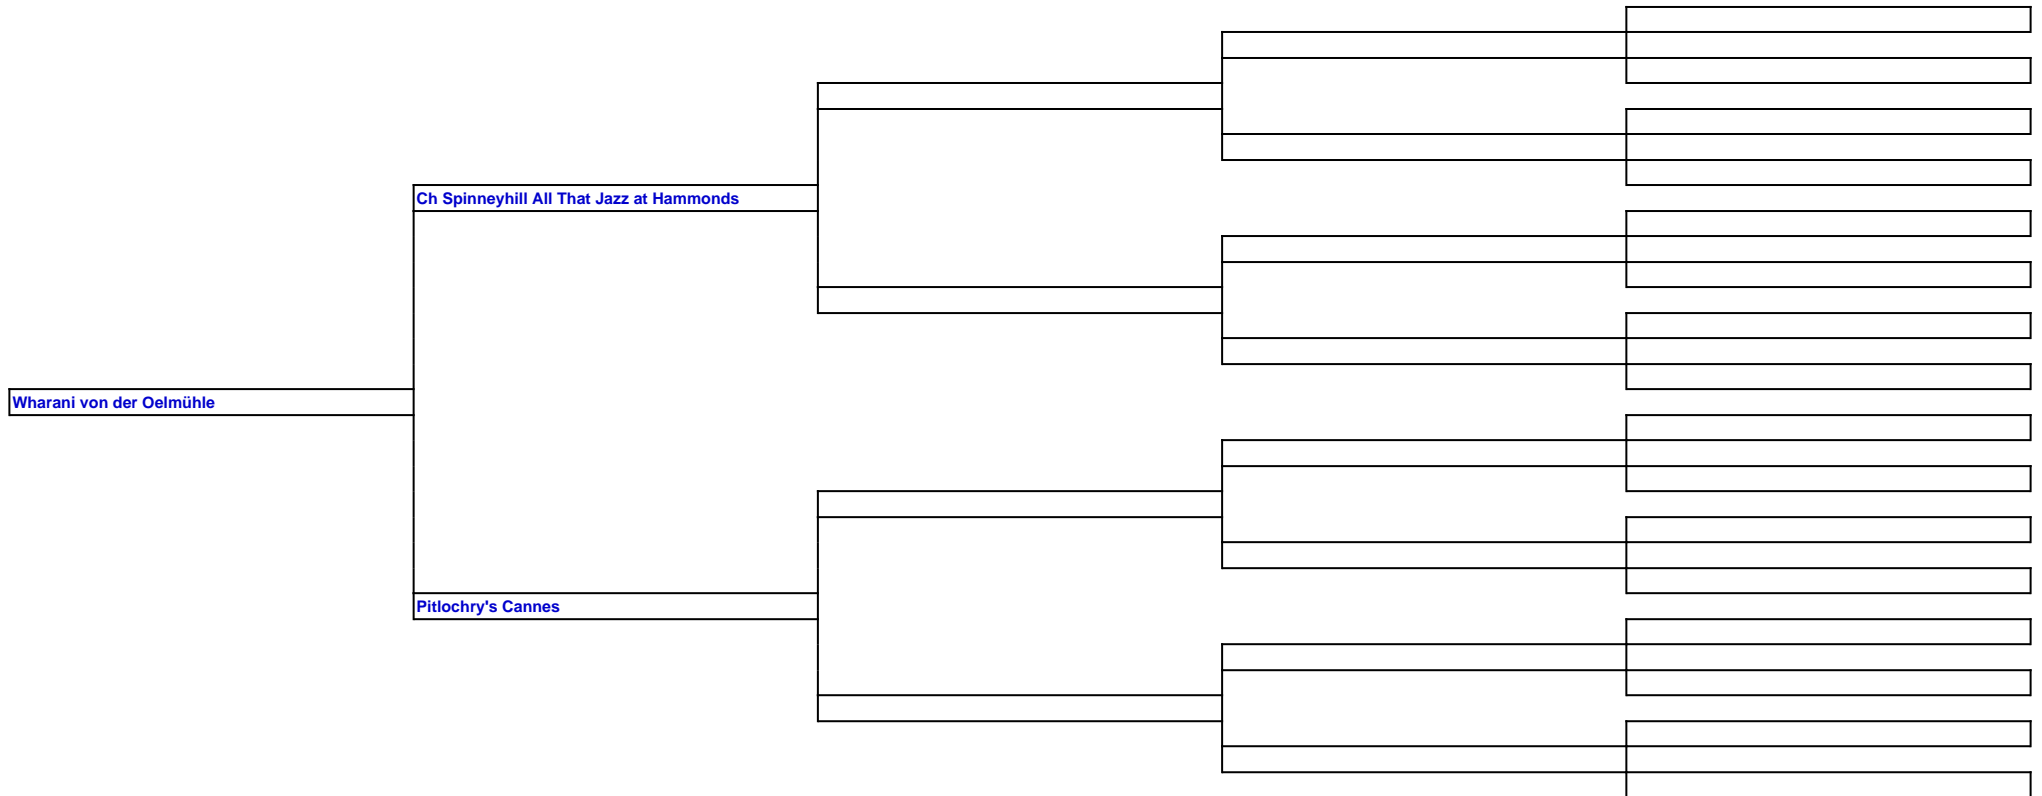 Ch Spinneyhill All That Jazz at Hammonds
Wharani von der Oelmühle
Pitlochry's Cannes